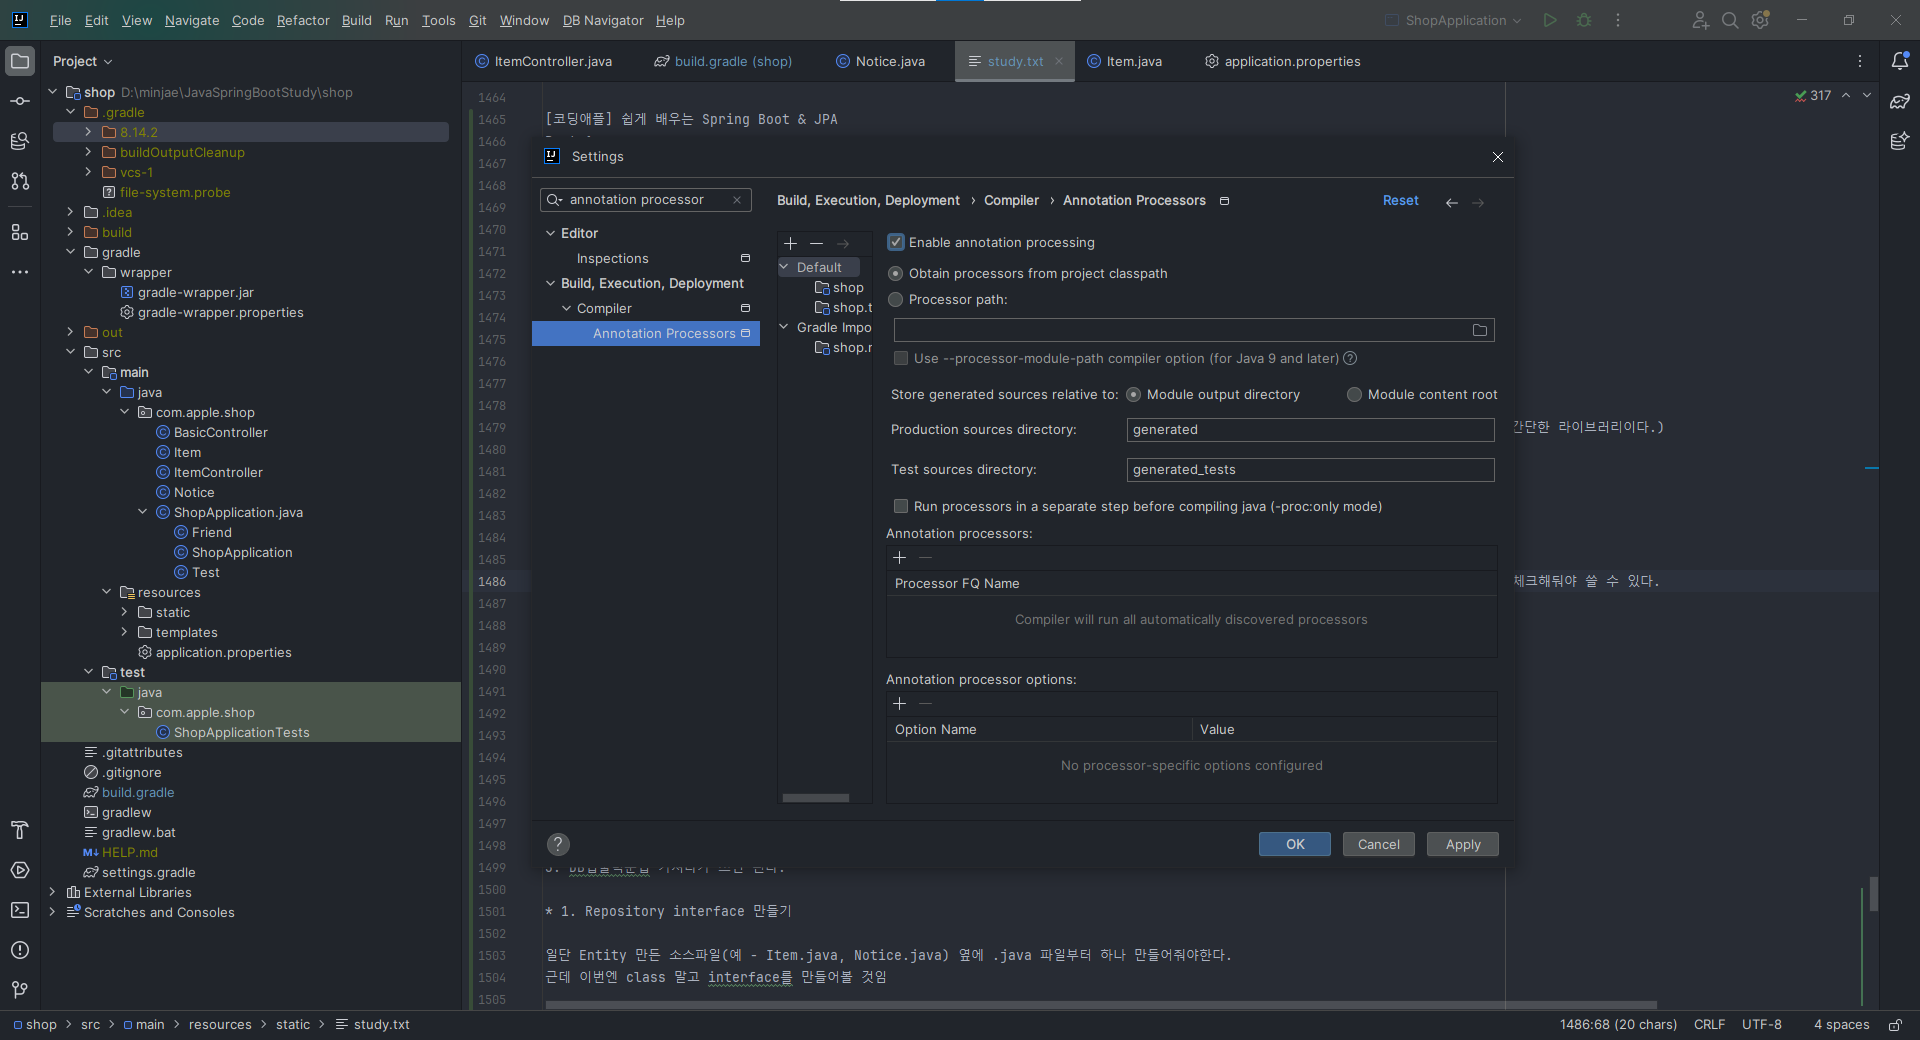 File Edit View Navigate Code Refactor Build Run Tools Git Window DB Navigator Help
ShopApplication
Project
ItemController.java
build.gradle (shop)
Notice.java
study.txt
Item.java
application.properties
shop D:\minjae\JavaSpringBootStudy\shop
.gradle
8.14.2
buildOutputCleanup
vcs-1
file-system.probe
.idea
build
gradle
wrapper
gradle-wrapper.jar
gradle-wrapper.properties
out
src
main
java
com.apple.shop
BasicController
Item
ItemController
Notice
ShopApplication.java
Friend
ShopApplication
Test
resources
static
templates
application.properties
test
java
com.apple.shop
ShopApplicationTests
.gitattributes
.gitignore
build.gradle
gradlew
gradlew.bat
HELP.md
settings.gradle
External Libraries
Scratches and Consoles
317
1464
1465 [코딩애플] 쉽게 배우는 Spring Boot & JPA
1466
1467
1468
1469
1470
1471
1472
1473
1474
1475
1476
1477
1478
1479 간단한 라이브러리이다.)
1480
1481
1482
1483
1484
1485
1486 체크해둬야 쓸 수 있다.
1487
1488
1489
1490
1491
1492
1493
1494
1495
1496
1497
1498
1499
1500
1501 * 1. Repository interface 만들기
1502
1503 일단 Entity 만든 소스파일(예 - Item.java, Notice.java) 옆에 .java 파일부터 하나 만들어줘야한다.
1504 근데 이번엔 class 말고 interface를 만들어볼 것임
1505
Settings
annotation processor
Editor
Inspections
Build, Execution, Deployment
Compiler
Annotation Processors
Build, Execution, Deployment › Compiler › Annotation Processors
Reset
Default
shop
shop.t
Gradle Impo
shop.r
Enable annotation processing
Obtain processors from project classpath
Processor path:
Use --processor-module-path compiler option (for Java 9 and later)
Store generated sources relative to: Module output directory Module content root
Production sources directory: generated
Test sources directory: generated_tests
Run processors in a separate step before compiling java (-proc:only mode)
Annotation processors:
Processor FQ Name
Compiler will run all automatically discovered processors
Annotation processor options:
Option Name Value
No processor-specific options configured
? OK Cancel Apply
shop > src > main > resources > static > study.txt
1486:68 (20 chars) CRLF UTF-8 4 spaces